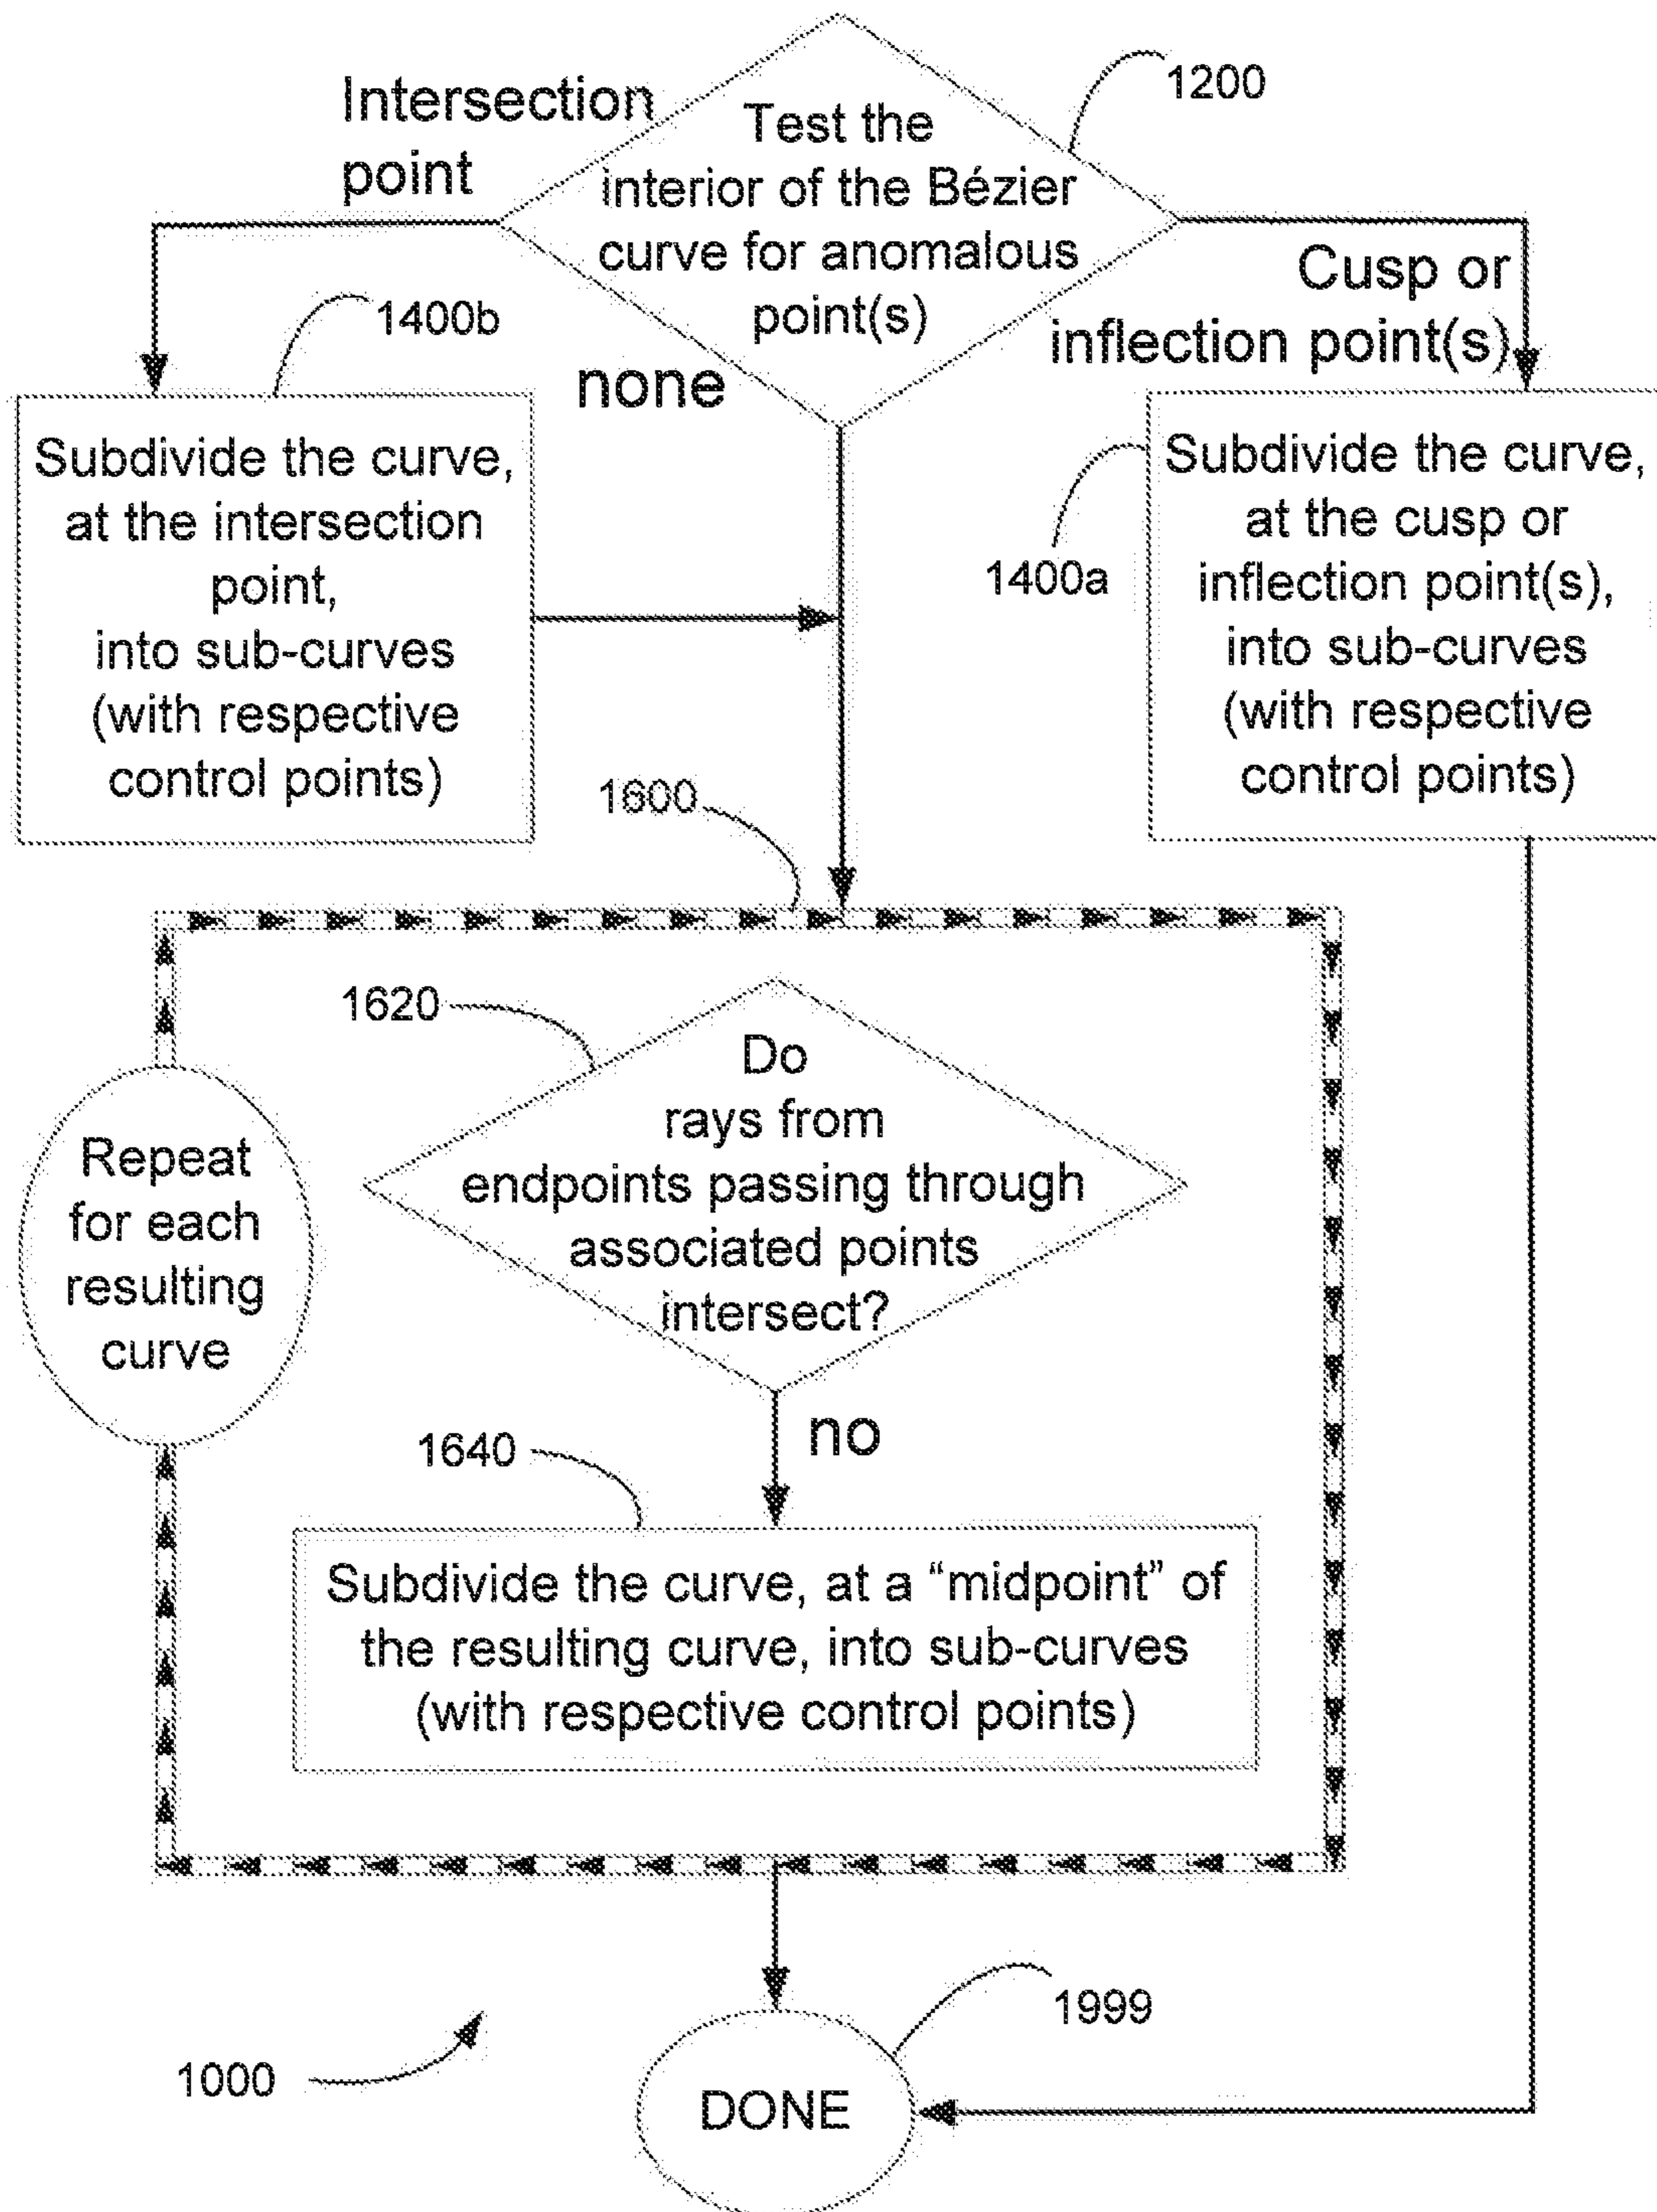 Intersection
point
1200
Test the
interior of the Bézier
curve for anomalous
point(s)
Cusp or
inflection point(s)
none
1400b
Subdivide the curve,
at the intersection
point,
into sub-curves
(with respective
control points)
1400a
Subdivide the curve,
at the cusp or
inflection point(s),
into sub-curves
(with respective
control points)
1600
1620
Do
rays from
endpoints passing through
associated points
intersect?
Repeat
for each
resulting
curve
no
1640
Subdivide the curve, at a “midpoint” of
the resulting curve, into sub-curves
(with respective control points)
1999
1000
DONE